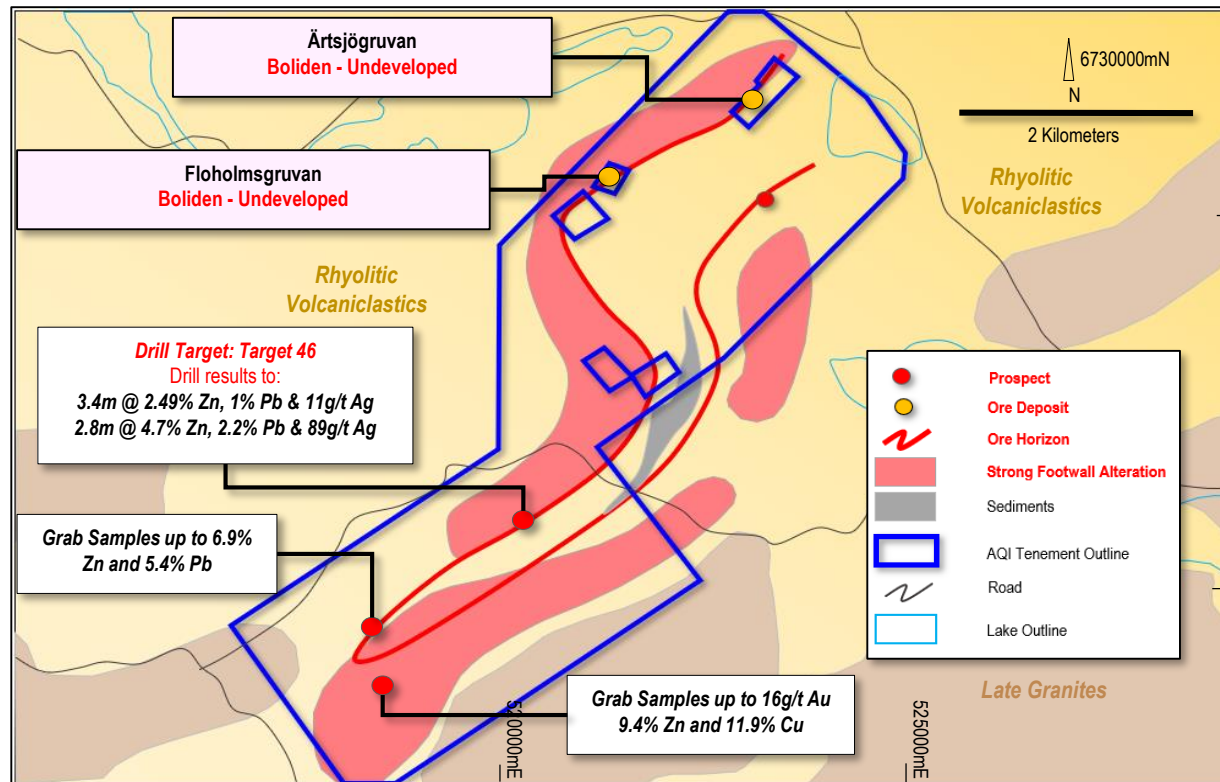 Ärtsjögruvan
Boliden - Undeveloped
6730000mN
N
2 Kilometers
Floholmsgruvan
Boliden - Undeveloped
Rhyolitic
Volcaniclastics
Rhyolitic
Volcaniclastics
Drill Target: Target 46
Drill results to:
3.4m @ 2.49% Zn, 1% Pb & 11g/t Ag
2.8m @ 4.7% Zn, 2.2% Pb & 89g/t Ag
Prospect
Ore Deposit
Ore Horizon
Strong Footwall Alteration
Sediments
AQI Tenement Outline
Road
Lake Outline
Grab Samples up to 6.9%
Zn and 5.4% Pb
Late Granites
Grab Samples up to 16g/t Au
9.4% Zn and 11.9% Cu
520000mE
525000mE